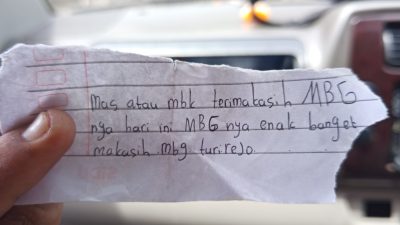 mas atau mbk terimakasih MBG
nya hari ini MBG nya enak banget
makasih mbg turirejo